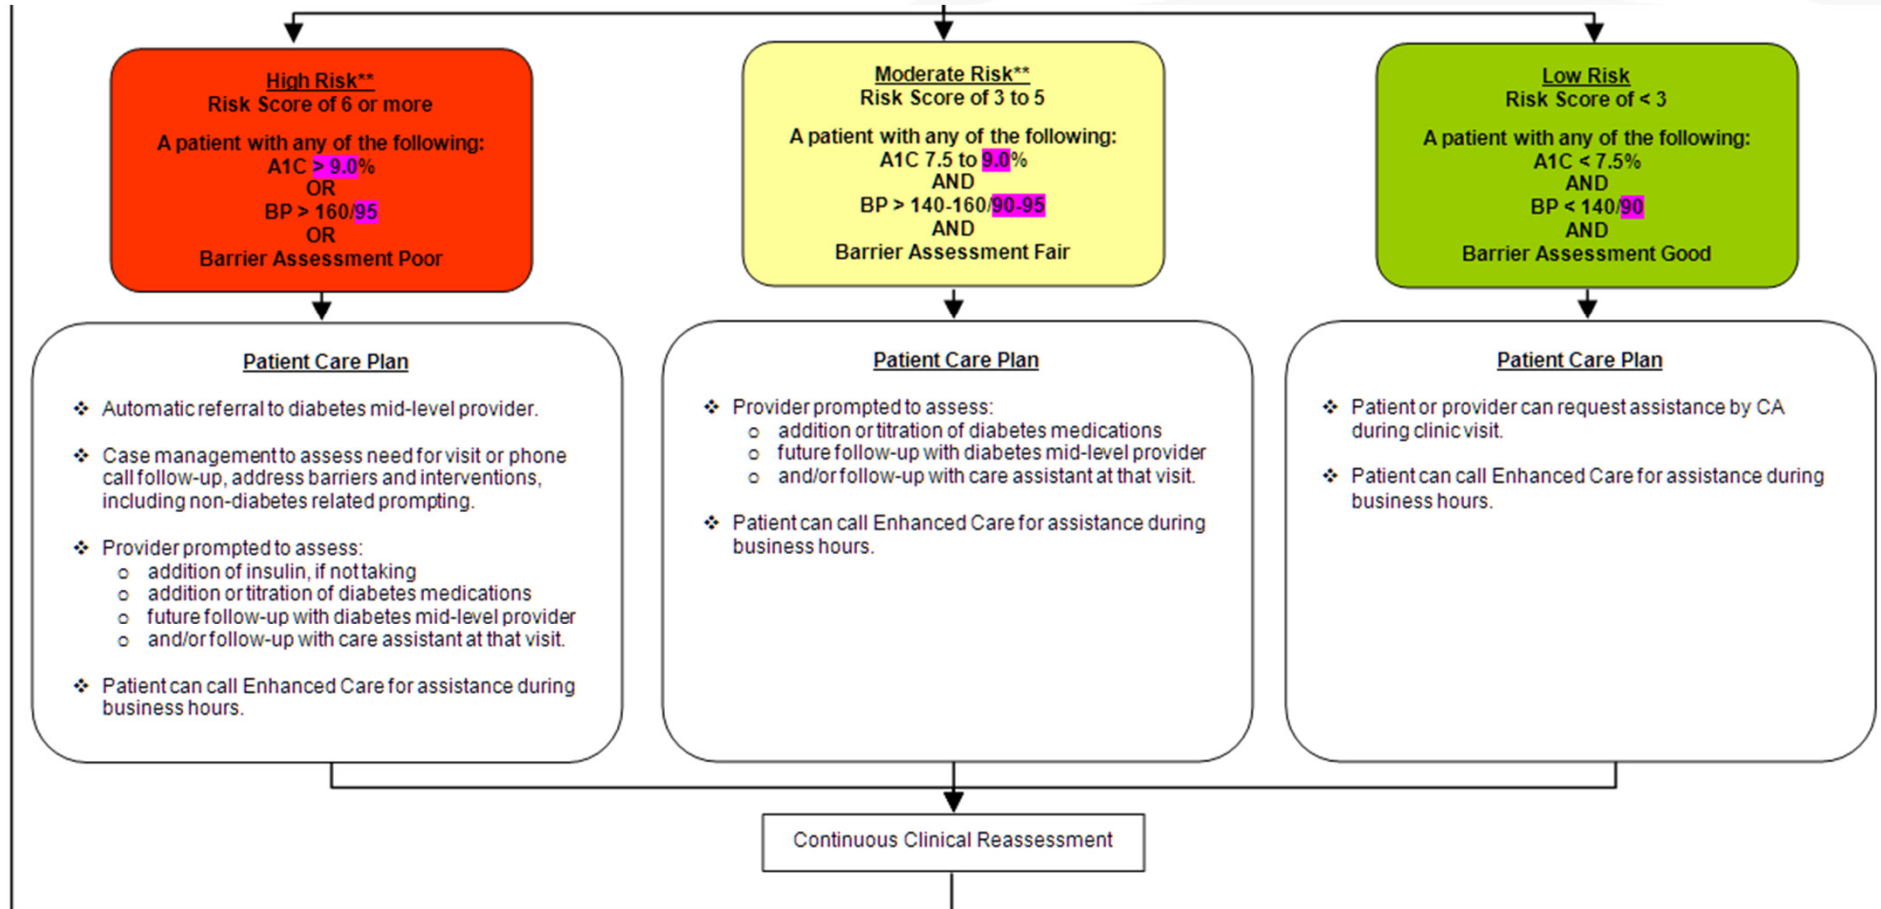 High Risk**
Risk Score of 6 or more
A patient with any of the following:
A1C > 9.0%
OR
BP > 160/95
OR
Barrier Assessment Poor
Moderate Risk**
Risk Score of 3 to 5
A patient with any of the following:
A1C 7.5 to 9.0%
AND
BP > 140-160/90-95
AND
Barrier Assessment Fair
Low Risk
Risk Score of < 3
A patient with any of the following:
A1C < 7.5%
AND
BP < 140/90
AND
Barrier Assessment Good
Patient Care Plan
❖ Automatic referral to diabetes mid-level provider.
❖ Case management to assess need for visit or phone
call follow-up, address barriers and interventions,
including non-diabetes related prompting.
❖ Provider prompted to assess:
o addition of insulin, if not taking
o addition or titration of diabetes medications
o future follow-up with diabetes mid-level provider
o and/or follow-up with care assistant at that visit.
❖ Patient can call Enhanced Care for assistance during
business hours.
Patient Care Plan
❖ Provider prompted to assess:
o addition or titration of diabetes medications
o future follow-up with diabetes mid-level provider
o and/or follow-up with care assistant at that visit.
❖ Patient can call Enhanced Care for assistance during
business hours.
Patient Care Plan
❖ Patient or provider can request assistance by CA
during clinic visit.
❖ Patient can call Enhanced Care for assistance during
business hours.
Continuous Clinical Reassessment